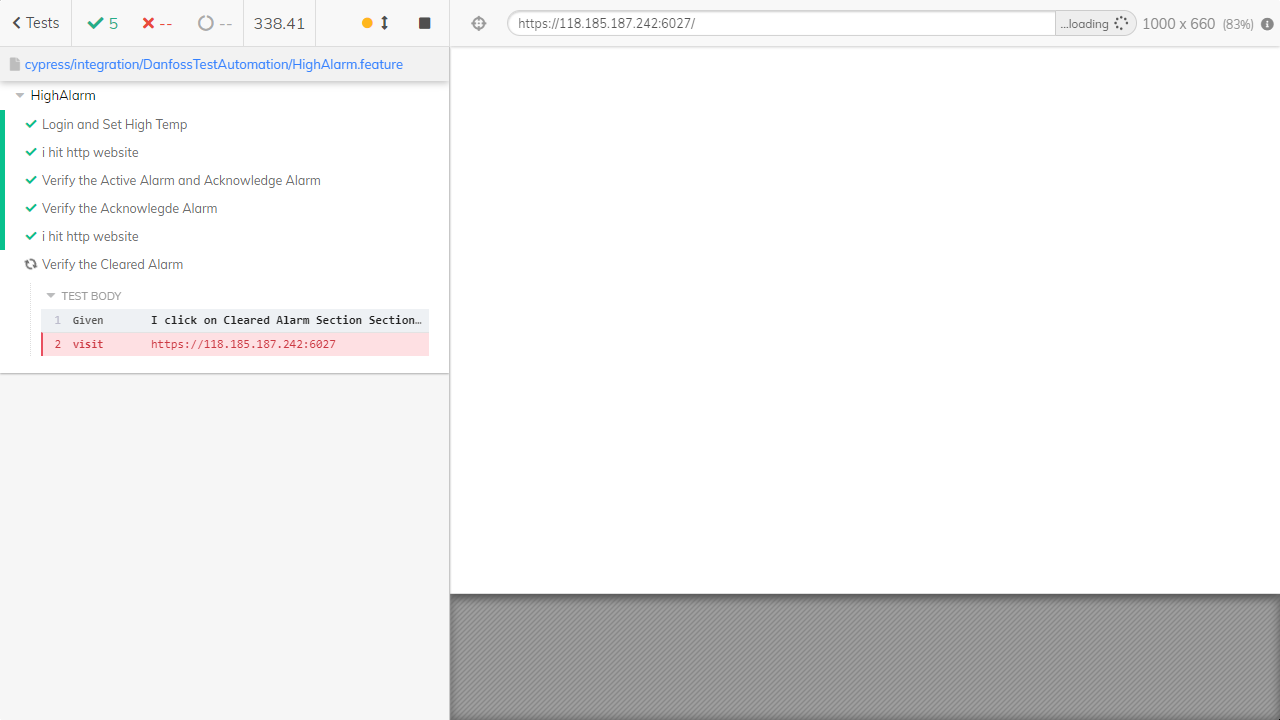 Tests 5 -- -- 338.41
https://118.185.187.242:6027/ ...loading 1000 x 660 (83%)
cypress/integration/DanfossTestAutomation/HighAlarm.feature
HighAlarm
Login and Set High Temp
i hit http website
Verify the Active Alarm and Acknowledge Alarm
Verify the Acknowlegde Alarm
i hit http website
Verify the Cleared Alarm
TEST BODY
1 Given I click on Cleared Alarm Section Section…
2 visit https://118.185.187.242:6027